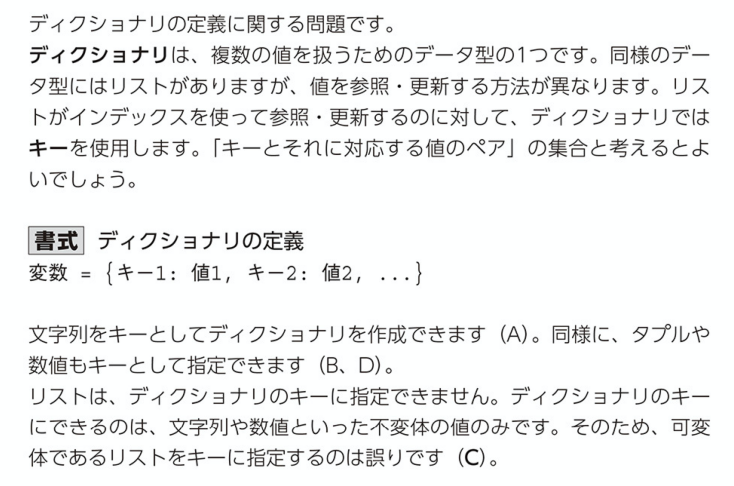 ディクショナリの定義に関する問題です。
ディクショナリは、複数の値を扱うためのデータ型の1つです。同様のデー
タ型にはリストがありますが、値を参照・更新する方法が異なります。リス
トがインデックスを使って参照・更新するのに対して、ディクショナリでは
キーを使用します。「キーとそれに対応する値のペア」の集合と考えるとよ
いでしょう。
書式 ディクショナリの定義
変数 = {キー1: 値1, キー2: 値2, ...}
文字列をキーとしてディクショナリを作成できます（A）。同様に、タプルや
数値もキーとして指定できます（B、D）。
リストは、ディクショナリのキーに指定できません。ディクショナリのキー
にできるのは、文字列や数値といった不変体の値のみです。そのため、可変
体であるリストをキーに指定するのは誤りです（C）。